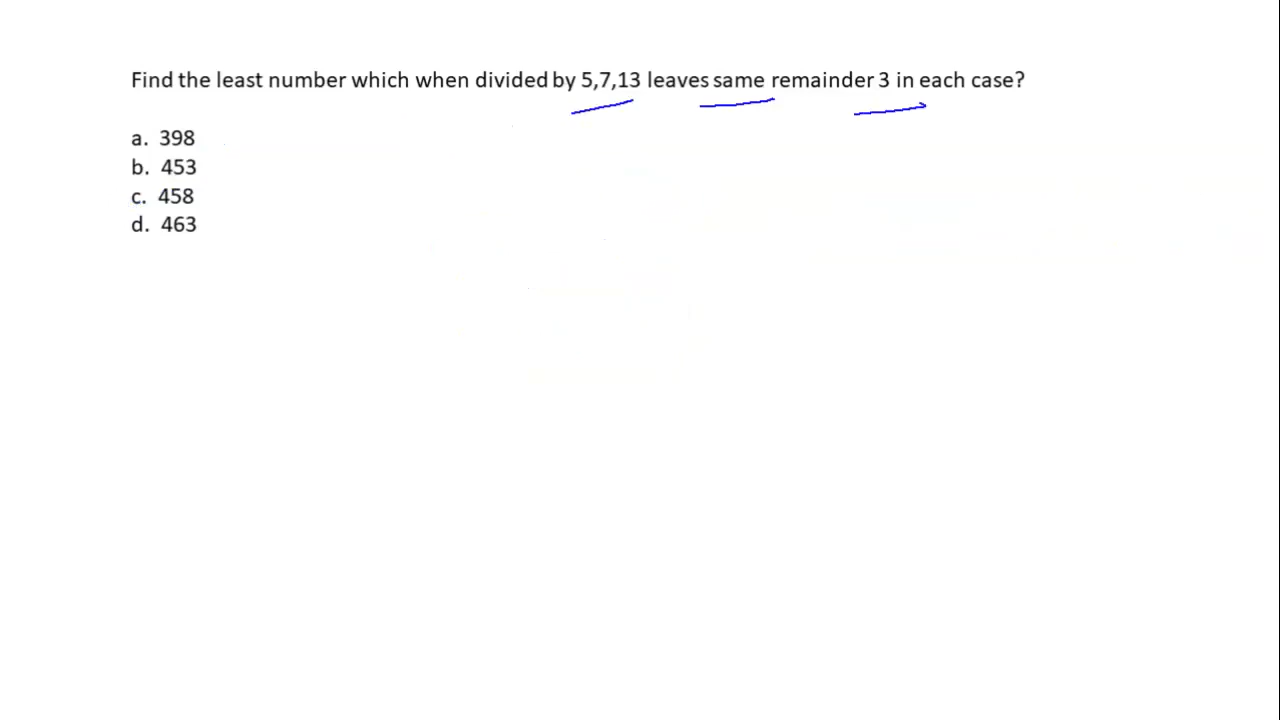 Find the least number which when divided by 5,7,13 leaves same remainder 3 in each case?
a. 398
b. 453
c. 458
d. 463